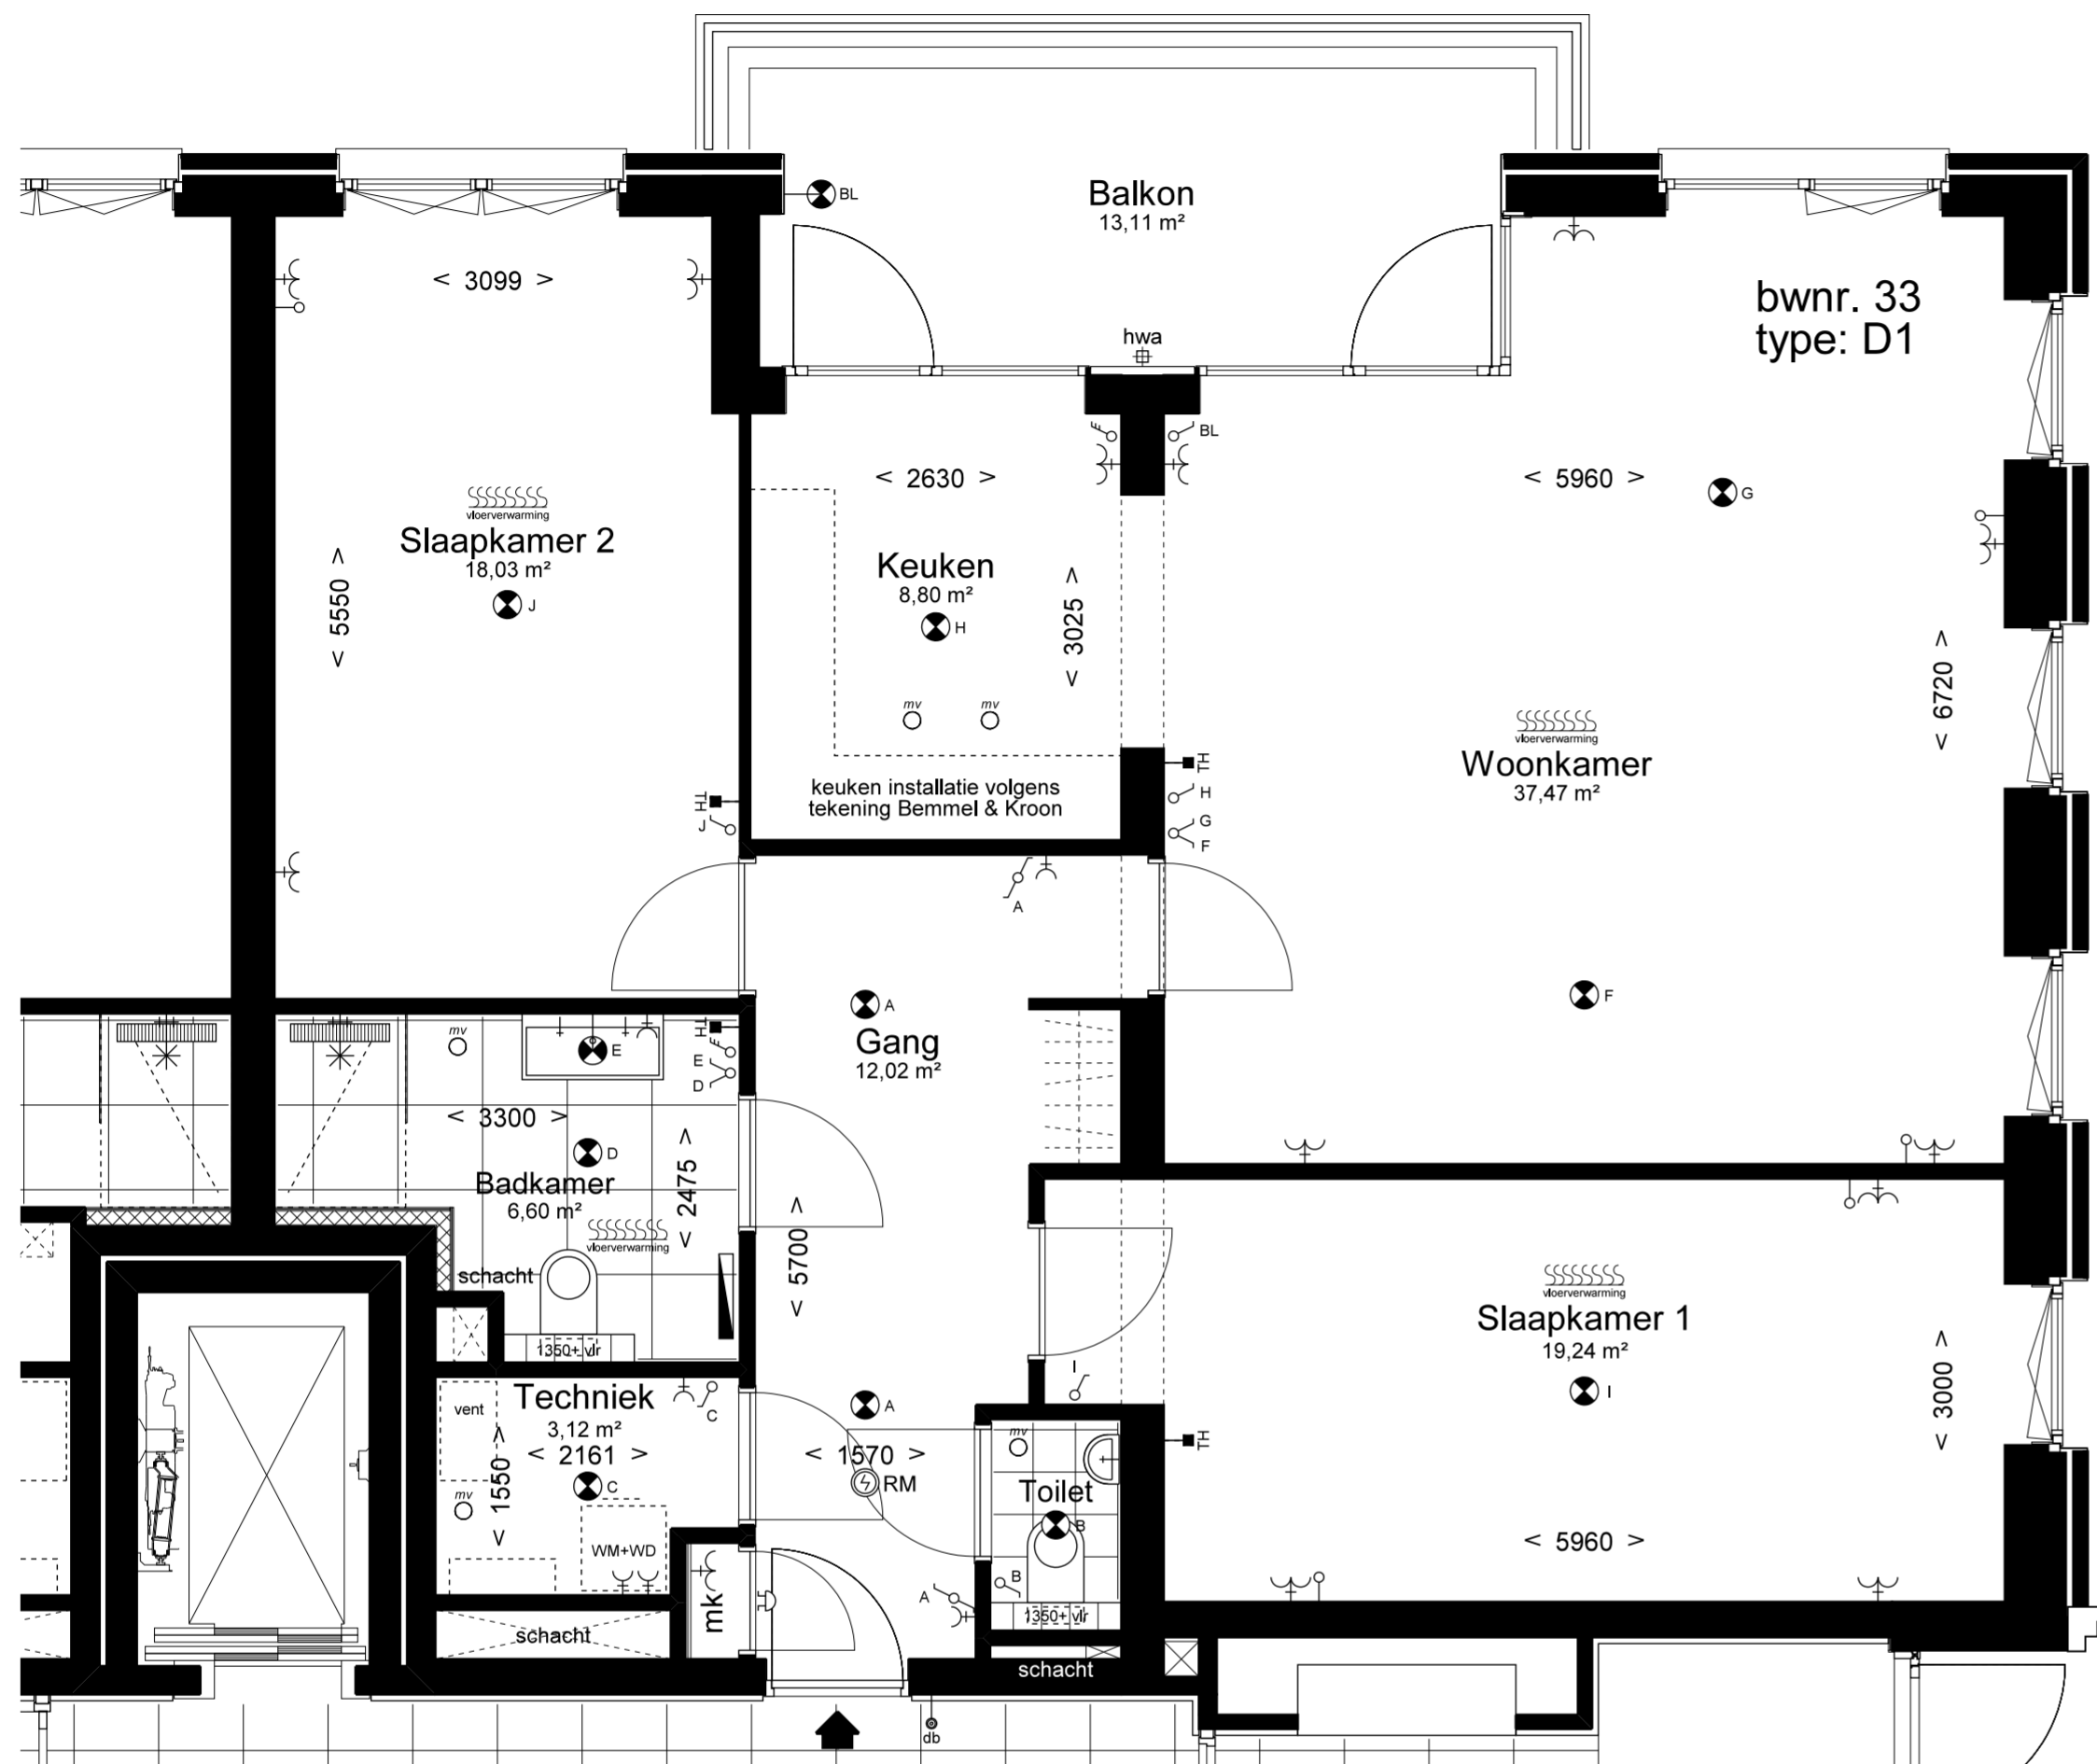 Balkon
13,11 m²
BL
< 3099 >
bwnr. 33
type: D1
hwa
BL
< 2630 >
< 5960 >
G
vloerverwarming
Slaapkamer 2
18,03 m²
J
< 5550 >
Keuken
8,80 m²
H
< 3025 >
mv
mv
< 6720 >
vloerverwarming
Woonkamer
37,47 m²
keuken installatie volgens
tekening Bemmel & Kroon
TH
J
TH
H
G
F
A
A
F
Gang
12,02 m²
mv
E
TH
E
D
< 3300 >
D
Badkamer
6,60 m²
< 2475 >
vloerverwarming
schacht
1350+ vlr
< 5700 >
vloerverwarming
Slaapkamer 1
19,24 m²
I
I
< 3000 >
Techniek
3,12 m²
vent
C
< 2161 >
< 1550 >
C
mv
WM+WD
A
< 1570 >
RM
mv
Toilet
B
B
TH
< 5960 >
A
1350+ vlr
mk
schacht
schacht
db